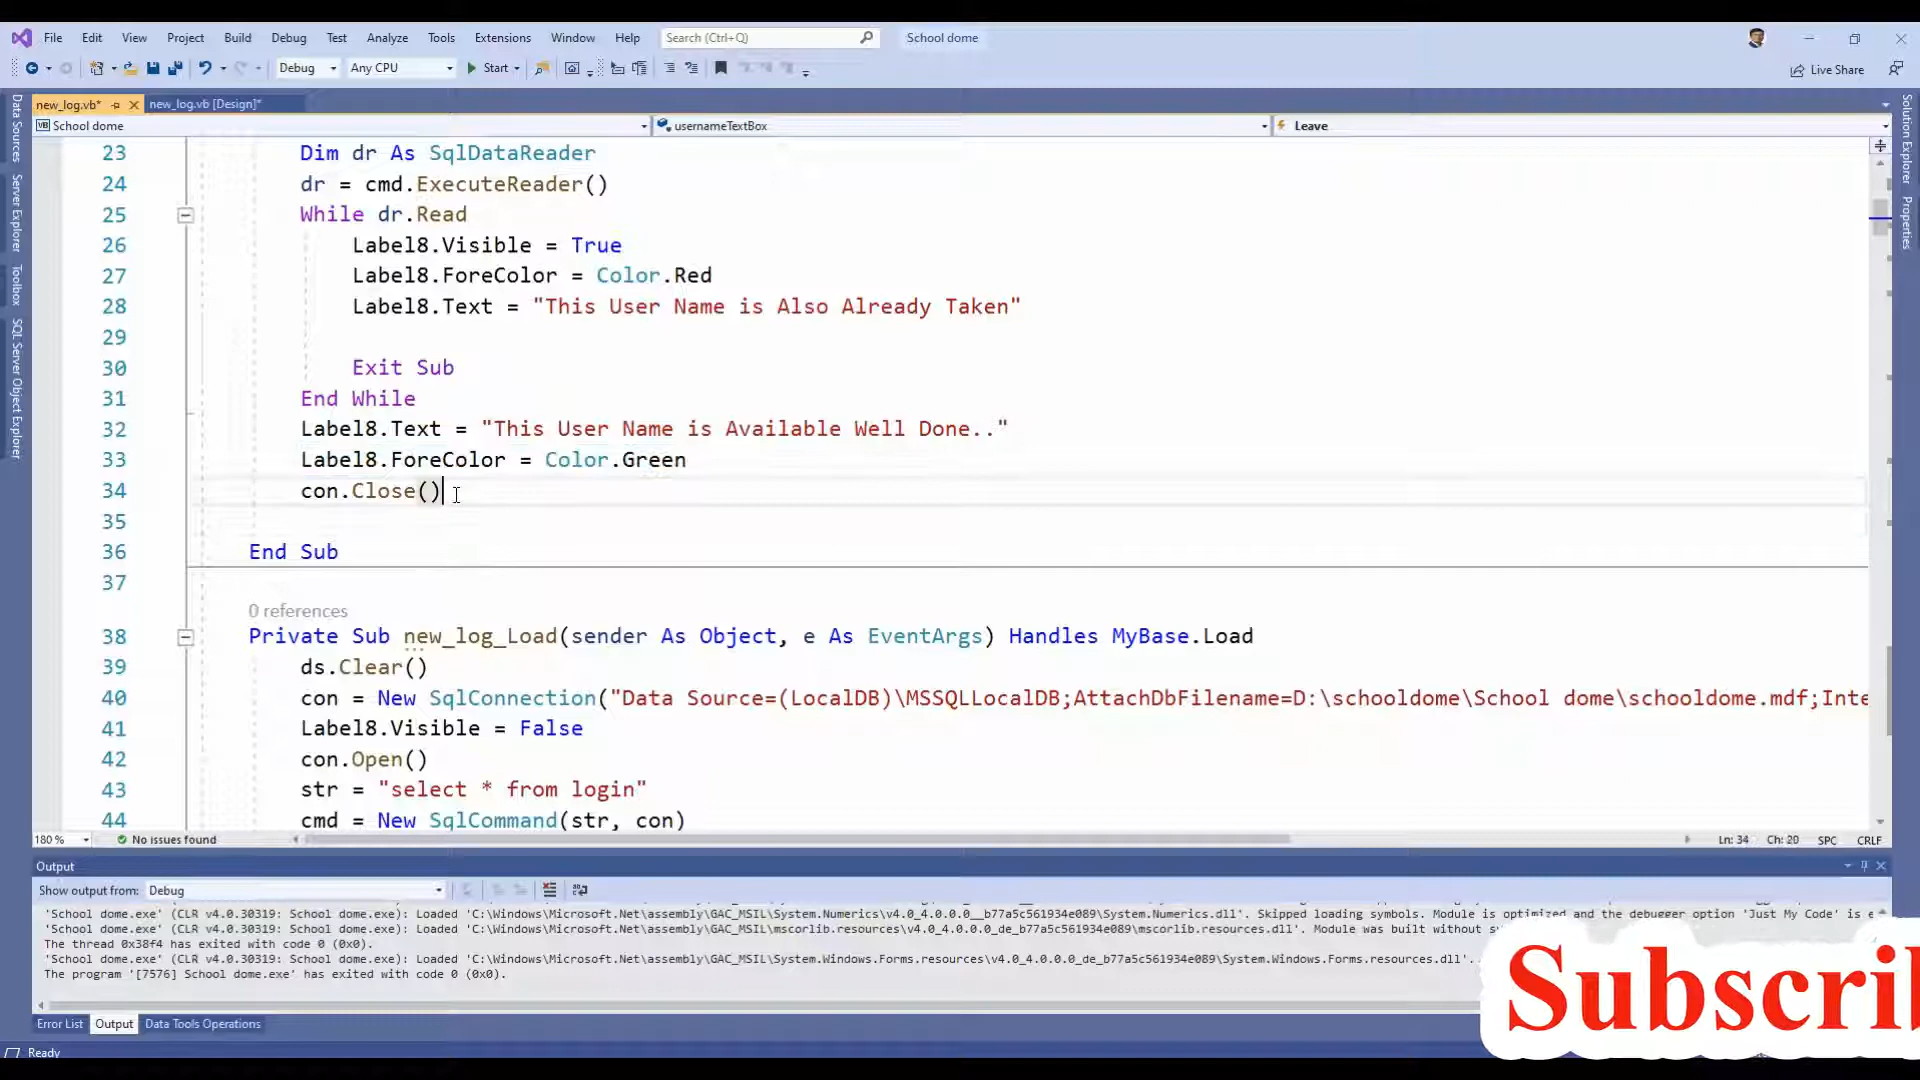 File Edit View Project Build Debug Test Analyze Tools Extensions Window Help Search (Ctrl+Q) School dome
Debug Any CPU Start Live Share
new_log.vb* new_log.vb [Design]*
School dome usernameTextBox Leave
Data Sources
Server Explorer
Toolbox
SQL Server Object Explorer
Solution Explorer
Properties
23 Dim dr As SqlDataReader
24 dr = cmd.ExecuteReader()
25 While dr.Read
26 Label8.Visible = True
27 Label8.ForeColor = Color.Red
28 Label8.Text = "This User Name is Also Already Taken"
29
30 Exit Sub
31 End While
32 Label8.Text = "This User Name is Available Well Done.."
33 Label8.ForeColor = Color.Green
34 con.Close()
35
36 End Sub
37
0 references
38 Private Sub new_log_Load(sender As Object, e As EventArgs) Handles MyBase.Load
39 ds.Clear()
40 con = New SqlConnection("Data Source=(LocalDB)\MSSQLLocalDB;AttachDbFilename=D:\schooldome\School dome\schooldome.mdf;Inte
41 Label8.Visible = False
42 con.Open()
43 str = "select * from login"
44 cmd = New SqlCommand(str, con)
180 % No issues found Ln: 34 Ch: 20 SPC CRLF
Output
Show output from: Debug
'School dome.exe' (CLR v4.0.30319: School dome.exe): Loaded 'C:\Windows\Microsoft.Net\assembly\GAC_MSIL\System.Numerics\v4.0_4.0.0.0__b77a5c561934e089\System.Numerics.dll'. Skipped loading symbols. Module is optimized and the debugger option 'Just My Code' is e
'School dome.exe' (CLR v4.0.30319: School dome.exe): Loaded 'C:\Windows\Microsoft.Net\assembly\GAC_MSIL\mscorlib.resources\v4.0_4.0.0.0_de_b77a5c561934e089\mscorlib.resources.dll'. Module was built without
The thread 0x38f4 has exited with code 0 (0x0).
'School dome.exe' (CLR v4.0.30319: School dome.exe): Loaded 'C:\Windows\Microsoft.Net\assembly\GAC_MSIL\System.Windows.Forms.resources\v4.0_4.0.0.0_de_b77a5c561934e089\System.Windows.Forms.resources.dll'.
The program '[7576] School dome.exe' has exited with code 0 (0x0).
Subscrib
Error List Output Data Tools Operations
Ready